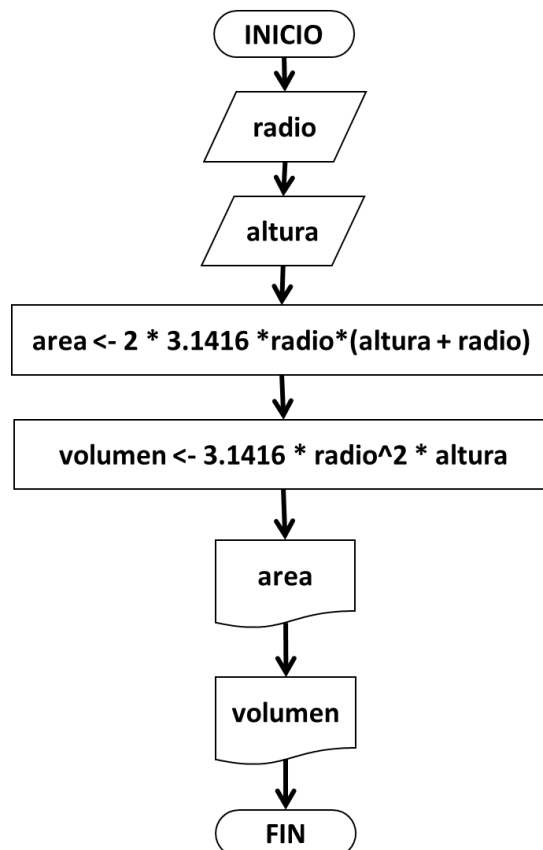 INICIO
radio
altura
area <- 2 * 3.1416 *radio*(altura + radio)
volumen <- 3.1416 * radio^2 * altura
area
volumen
FIN